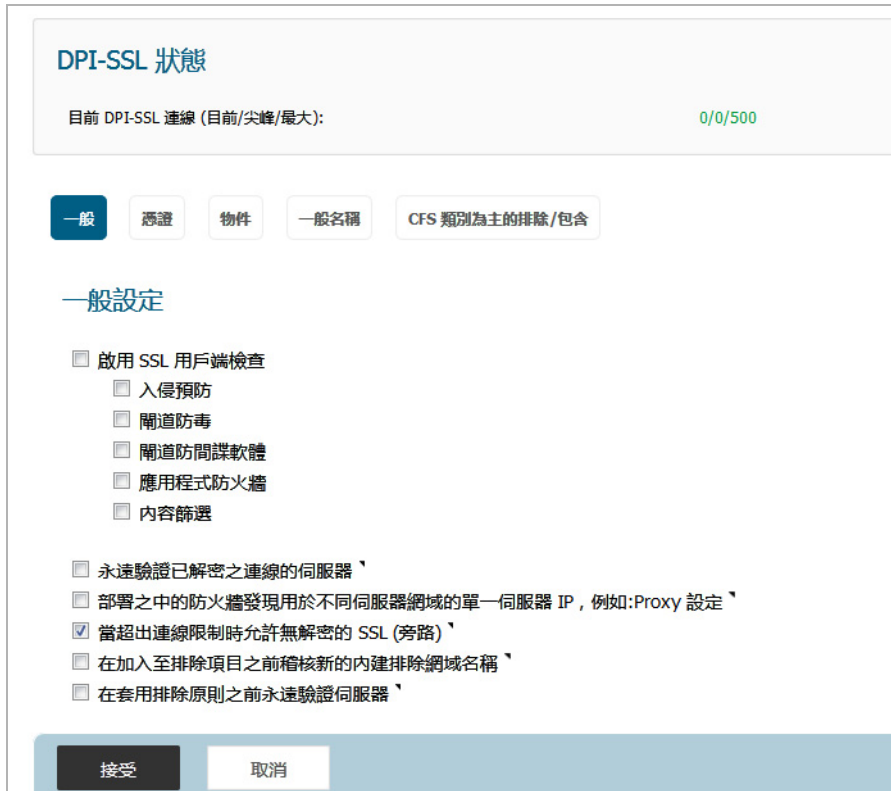 DPI-SSL 狀態
目前 DPI-SSL 連線 (目前/尖峰/最大): 0/0/500
一般 憑證 物件 一般名稱 CFS 類別為主的排除/包含
一般設定
啟用 SSL 用戶端檢查
入侵預防
閘道防毒
閘道防間諜軟體
應用程式防火牆
內容篩選
永遠驗證已解密之連線的伺服器
部署之中的防火牆發現用於不同伺服器網域的單一伺服器 IP , 例如:Proxy 設定
當超出連線限制時允許無解密的 SSL (旁路)
在加入至排除項目之前稽核新的內建排除網域名稱
在套用排除原則之前永遠驗證伺服器
接受 取消